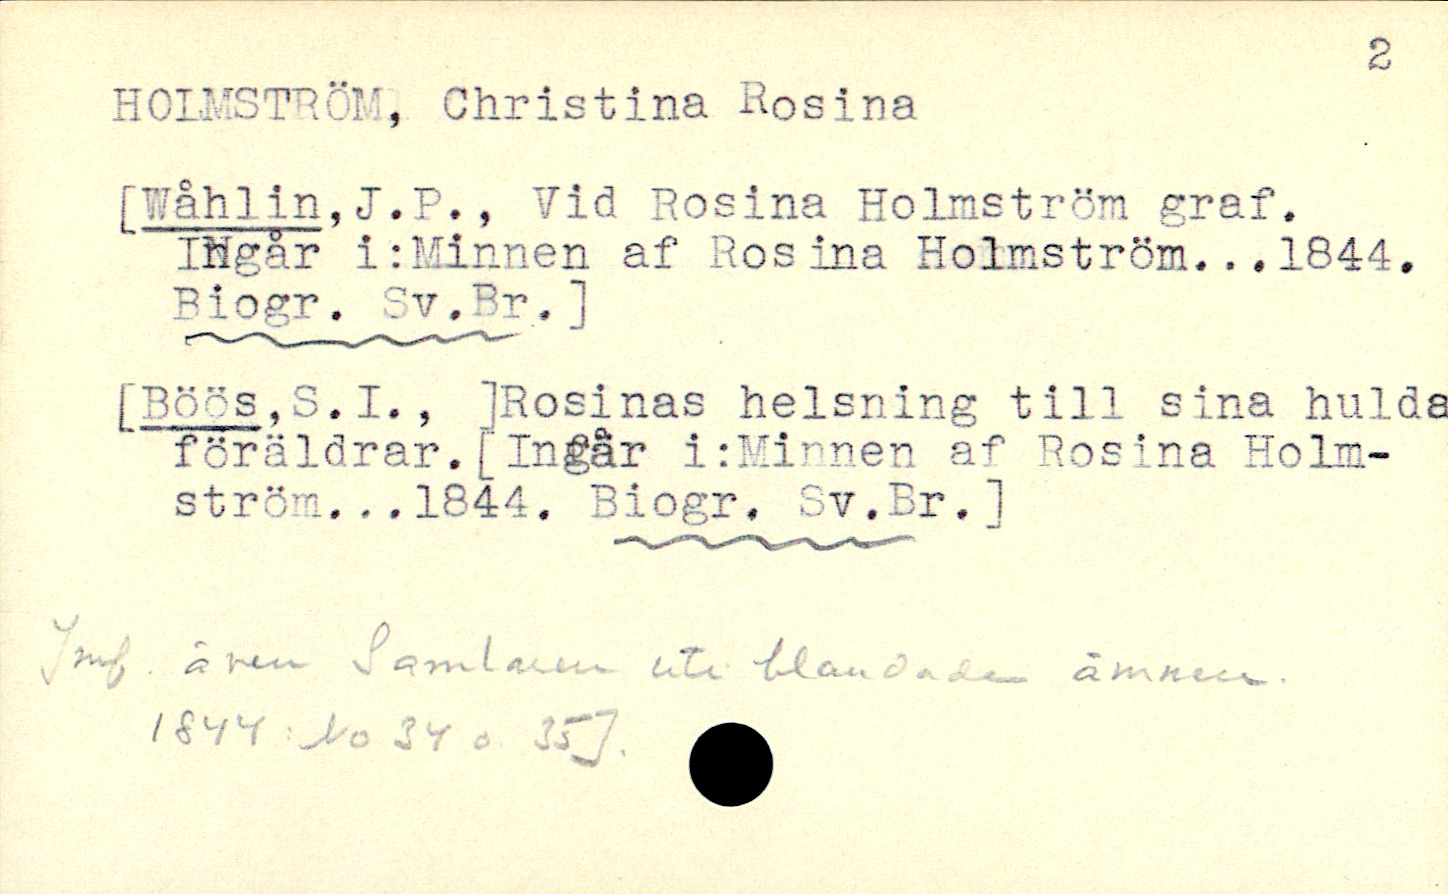 2
HOLMSTRÖM, Christina Rosina
[Wåhlin,J.P., Vid Rosina Holmström graf.
Ingår i:Minnen af Rosina Holmström...1844.
Biogr. Sv.Br.]
[Böös,S.I., ]Rosinas helsning till sina hulda
föräldrar.[Ingår i:Minnen af Rosina Holm-
ström...1844. Biogr. Sv.Br.]
även Samlaren uti blandade ämnen.
1844: No 34 o. 35].